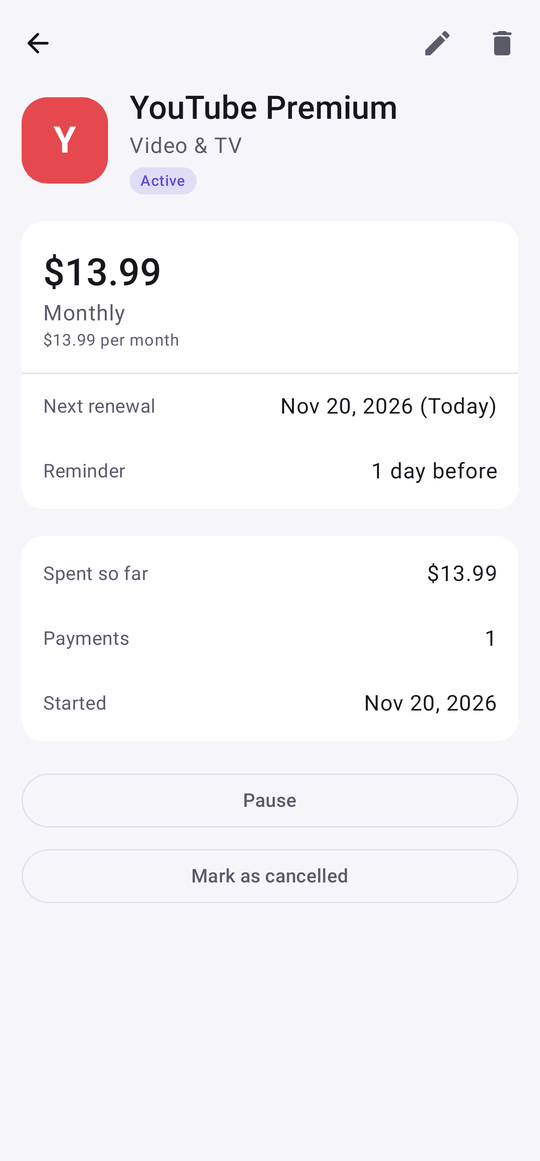 Y
YouTube Premium
Video & TV
Active
$13.99
Monthly
$13.99 per month
Next renewal
Nov 20, 2026 (Today)
Reminder
1 day before
Spent so far
$13.99
Payments
1
Started
Nov 20, 2026
Pause
Mark as cancelled